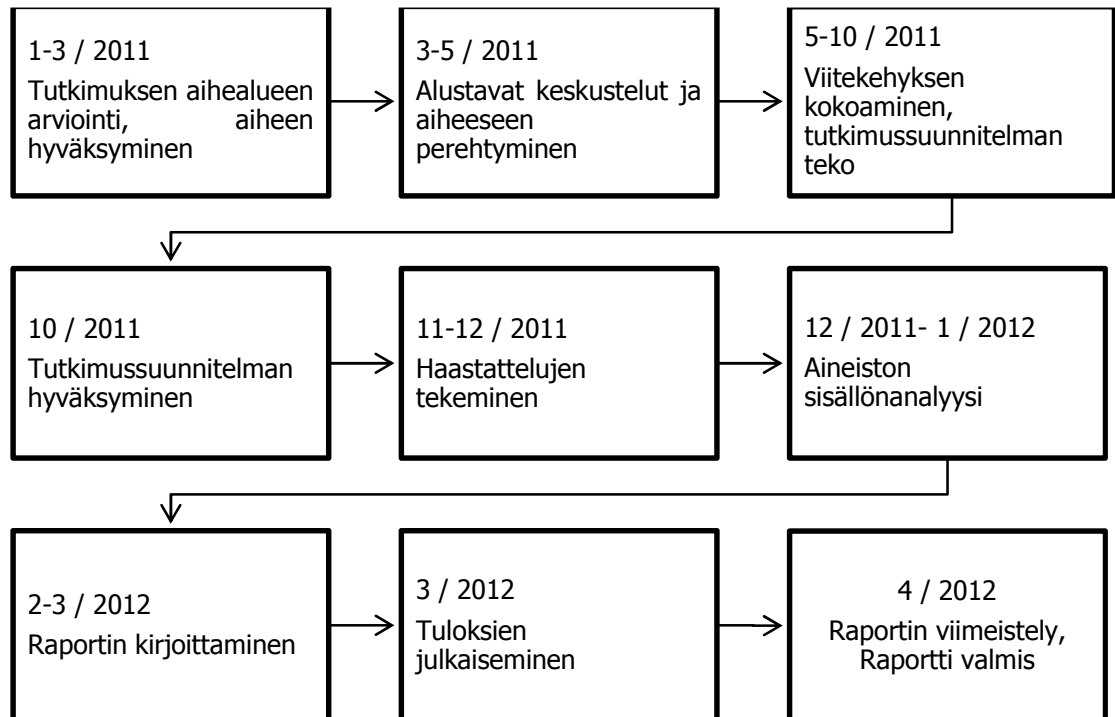 1-3 / 2011
Tutkimuksen aihealueen
arviointi, aiheen
hyväksyminen
3-5 / 2011
Alustavat keskustelut ja
aiheeseen
perehtyminen
5-10 / 2011
Viitekehyksen
kokoaminen,
tutkimussuunnitelman
teko
10 / 2011
Tutkimussuunnitelman
hyväksyminen
11-12 / 2011
Haastattelujen
tekeminen
12 / 2011- 1 / 2012
Aineiston
sisällönanalyysi
2-3 / 2012
Raportin kirjoittaminen
3 / 2012
Tuloksien
julkaiseminen
4 / 2012
Raportin viimeistely,
Raportti valmis